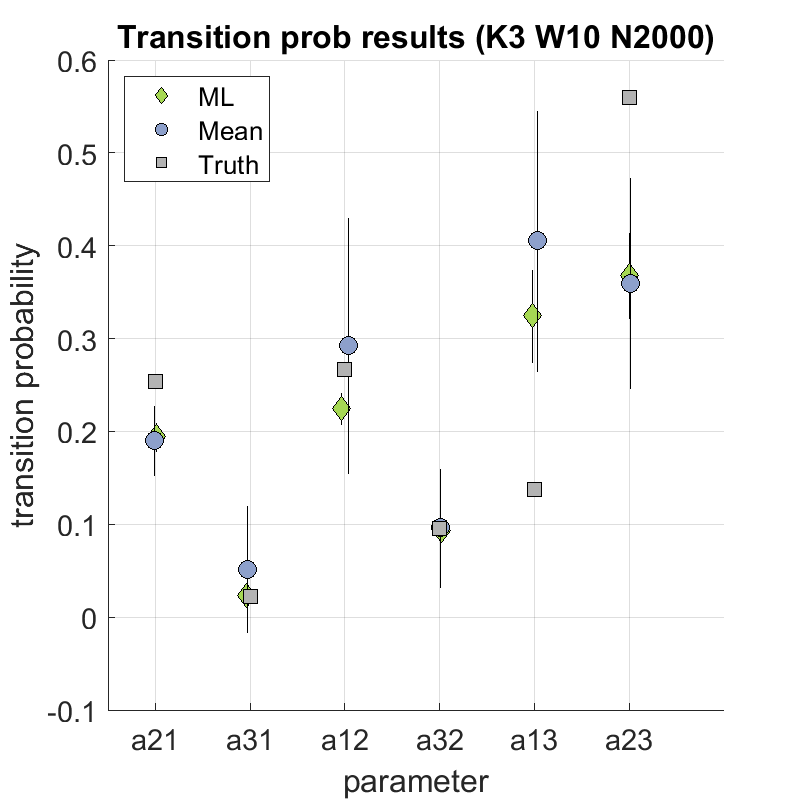 Transition prob results (K3 W10 N2000)
ML
Mean
Truth
0.6
0.5
0.4
0.3
0.2
0.1
0
-0.1
transition probability
a21 a31 a12 a32 a13 a23
parameter